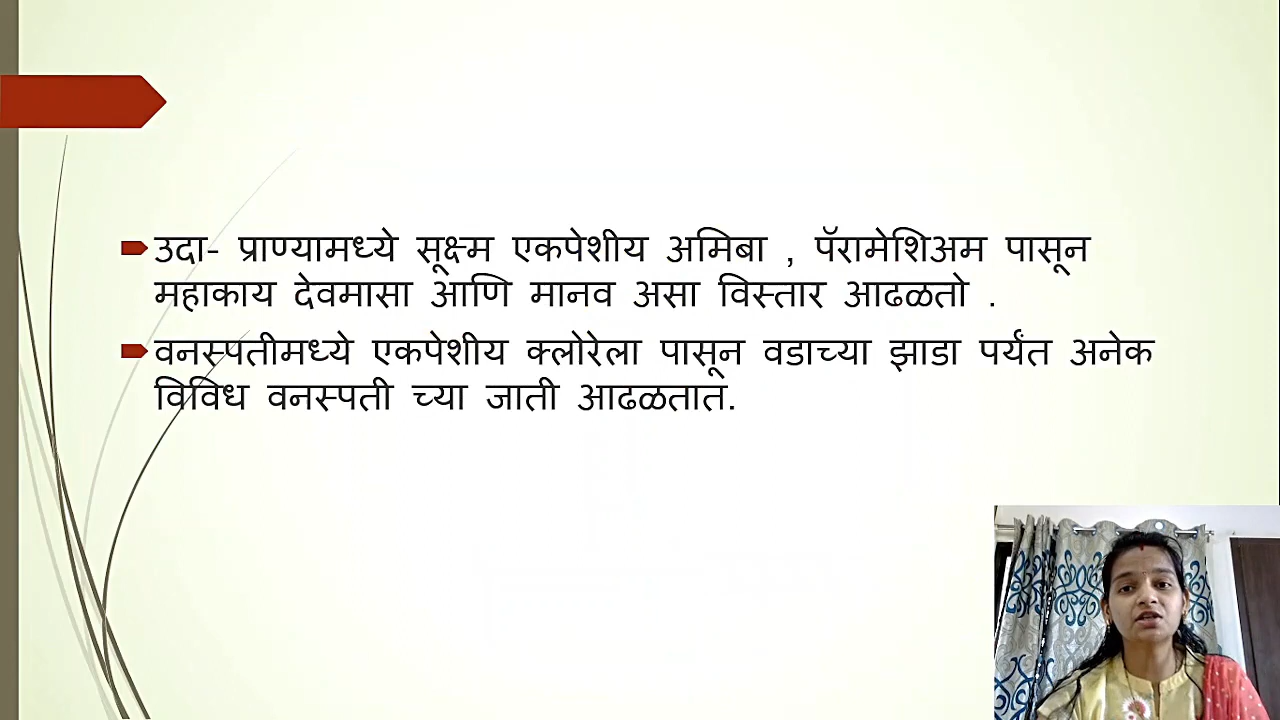 उदा- प्राण्यामध्ये सूक्ष्म एकपेशीय अमिबा , पॅरामेशिअम पासून
महाकाय देवमासा आणि मानव असा विस्तार आढळतो .
वनस्पतीमध्ये एकपेशीय क्लोरेला पासून वडाच्या झाडा पर्यंत अनेक
विविध वनस्पती च्या जाती आढळतात.